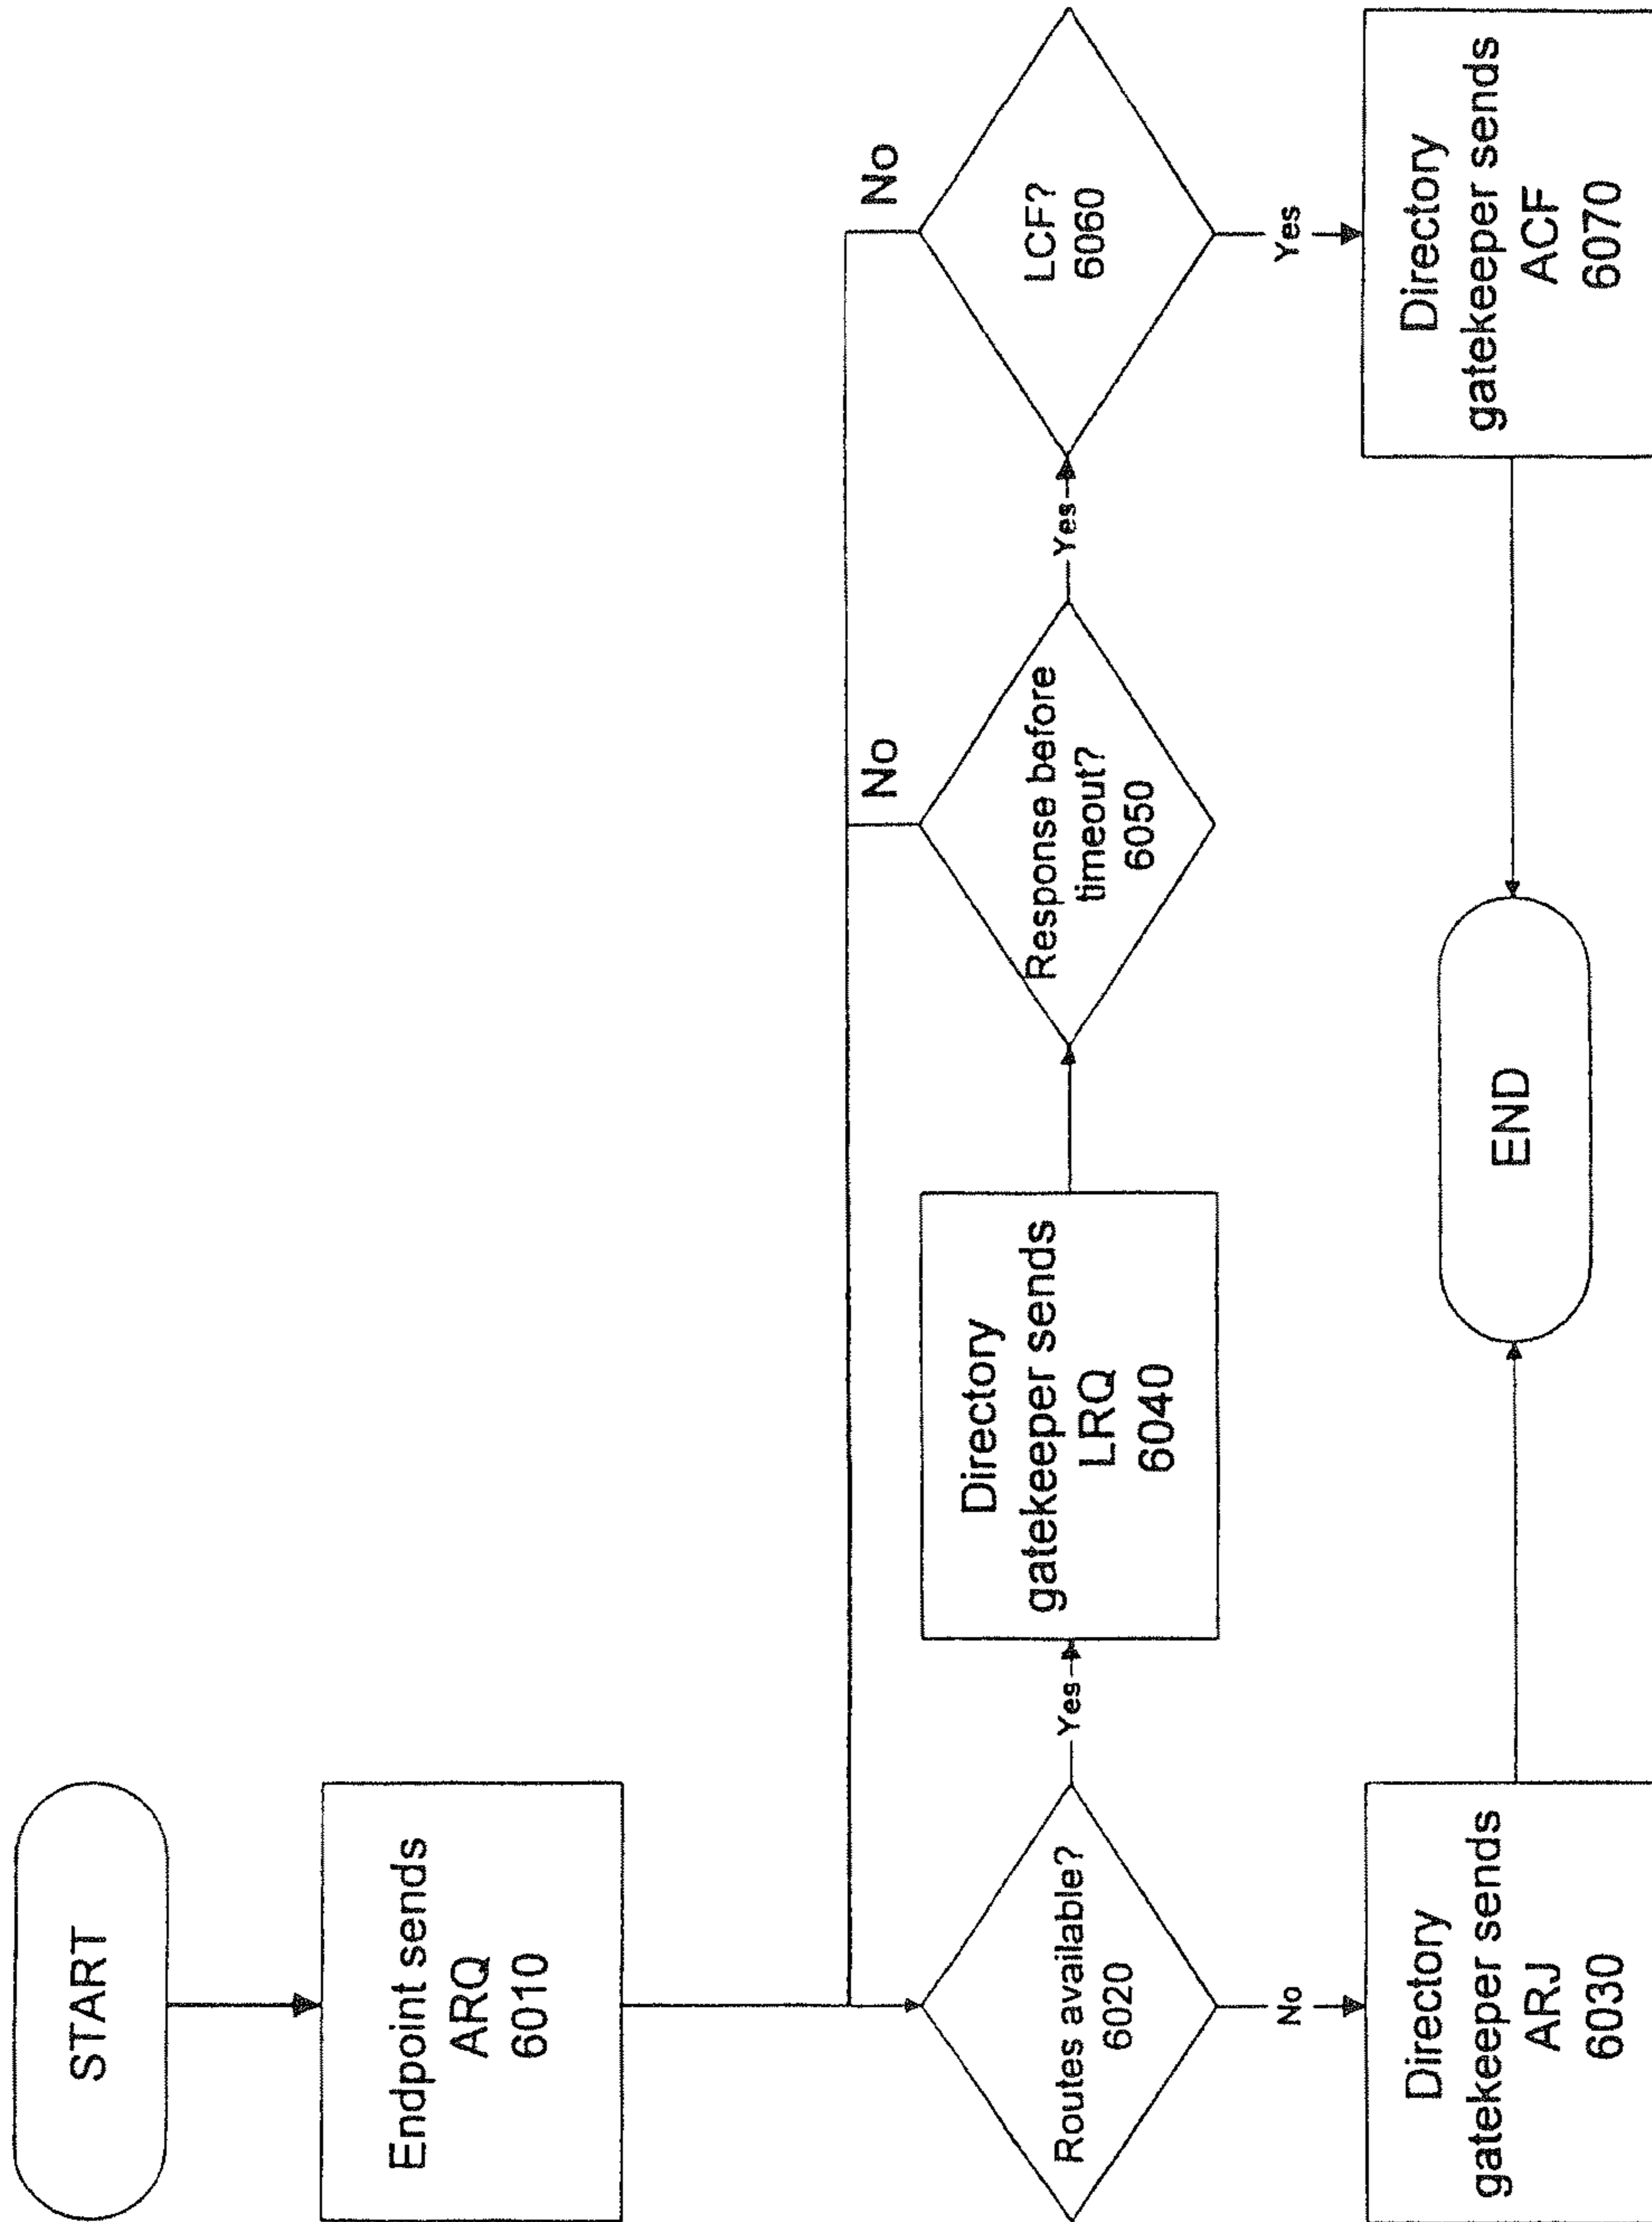 START
Endpoint sends
ARQ
6010
Routes available?
6020
No
Directory
gatekeeper sends
ARJ
6030
Yes
Directory
gatekeeper sends
LRQ
6040
Response before
timeout?
6050
No
Yes
LCF?
6060
No
Yes
Directory
gatekeeper sends
ACF
6070
END